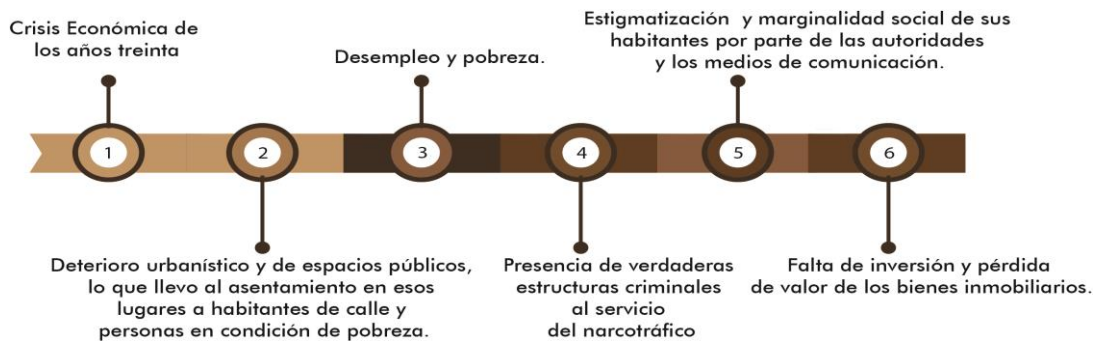 Crisis Económica de
los años treinta
Desempleo y pobreza.
Estigmatización y marginalidad social de sus
habitantes por parte de las autoridades
y los medios de comunicación.
1
2
3
4
5
6
Deterioro urbanístico y de espacios públicos,
lo que llevo al asentamiento en esos
lugares a habitantes de calle y
personas en condición de pobreza.
Presencia de verdaderas
estructuras criminales
al servicio
del narcotráfico
Falta de inversión y pérdida
de valor de los bienes inmobiliarios.